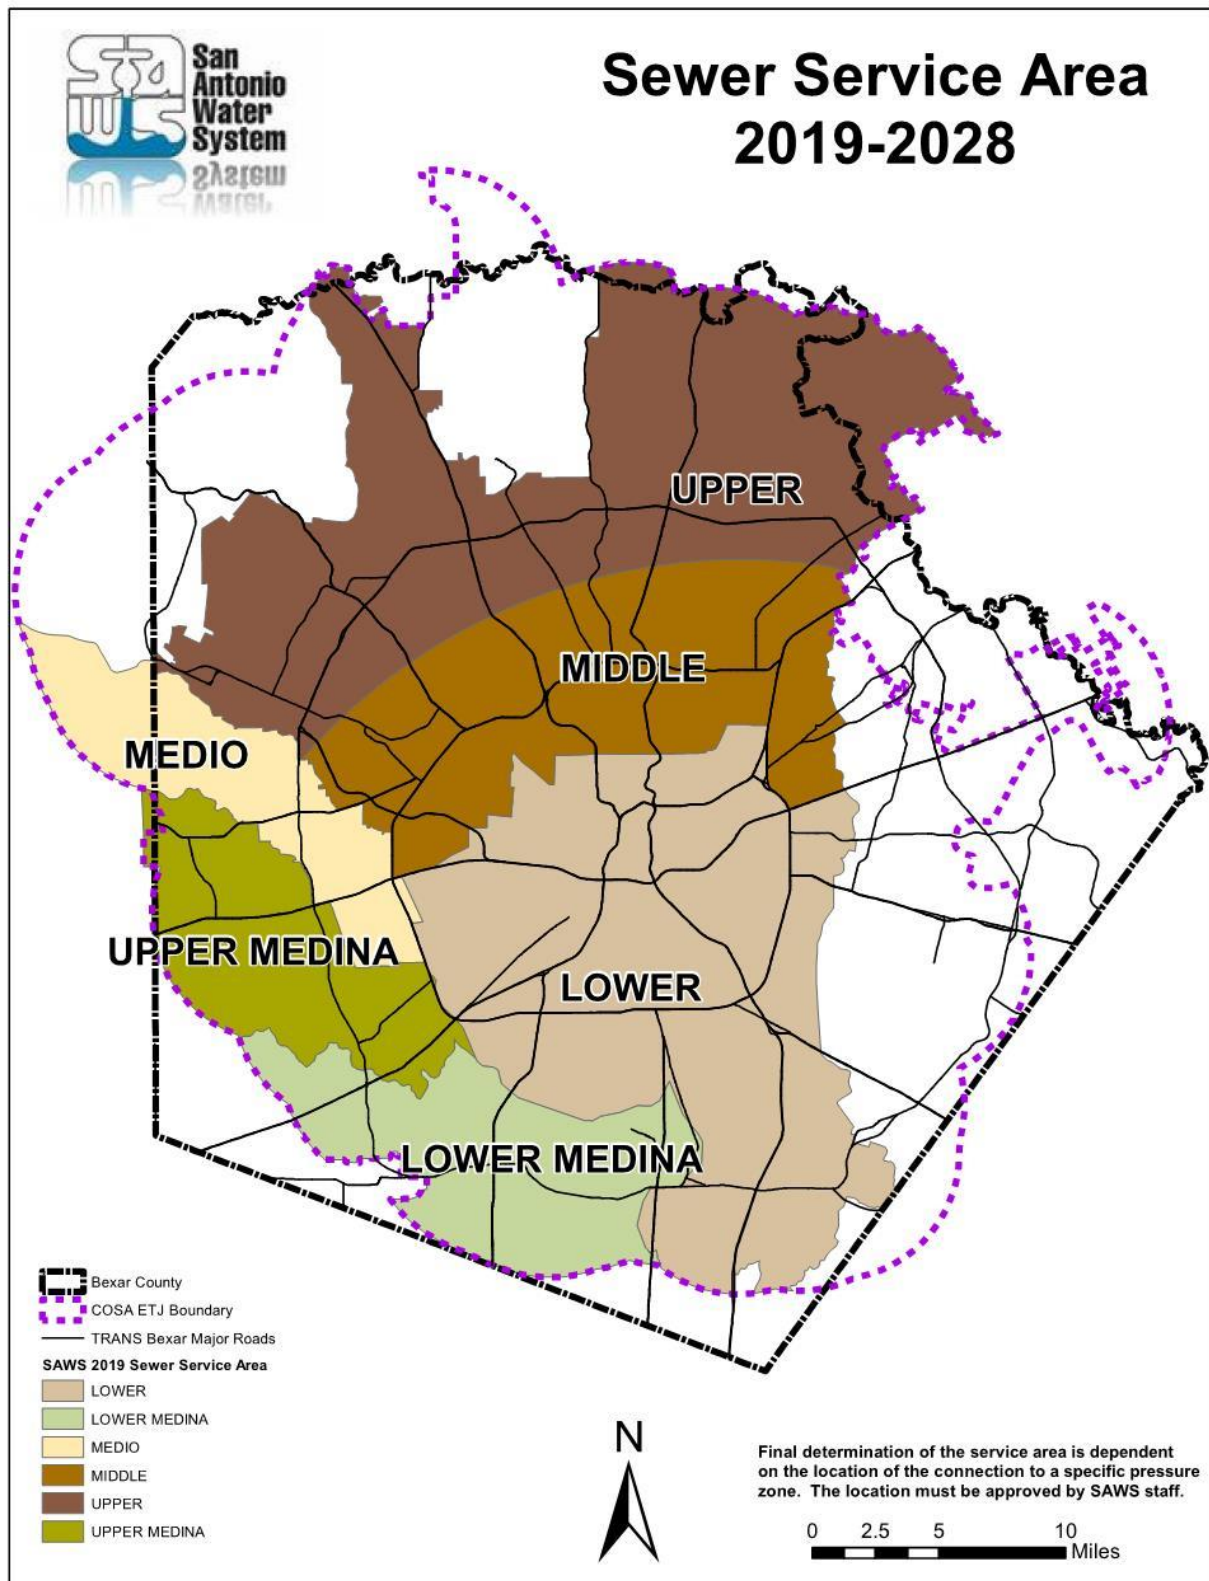 San
Antonio
Water
System
Sewer Service Area
2019-2028
UPPER
MIDDLE
MEDIO
UPPER MEDINA
LOWER
LOWER MEDINA
Bexar County
COSA ETJ Boundary
TRANS Bexar Major Roads
SAWS 2019 Sewer Service Area
LOWER
LOWER MEDINA
MEDIO
MIDDLE
UPPER
UPPER MEDINA
N
Final determination of the service area is dependent
on the location of the connection to a specific pressure
zone. The location must be approved by SAWS staff.
0 2.5 5 10
Miles